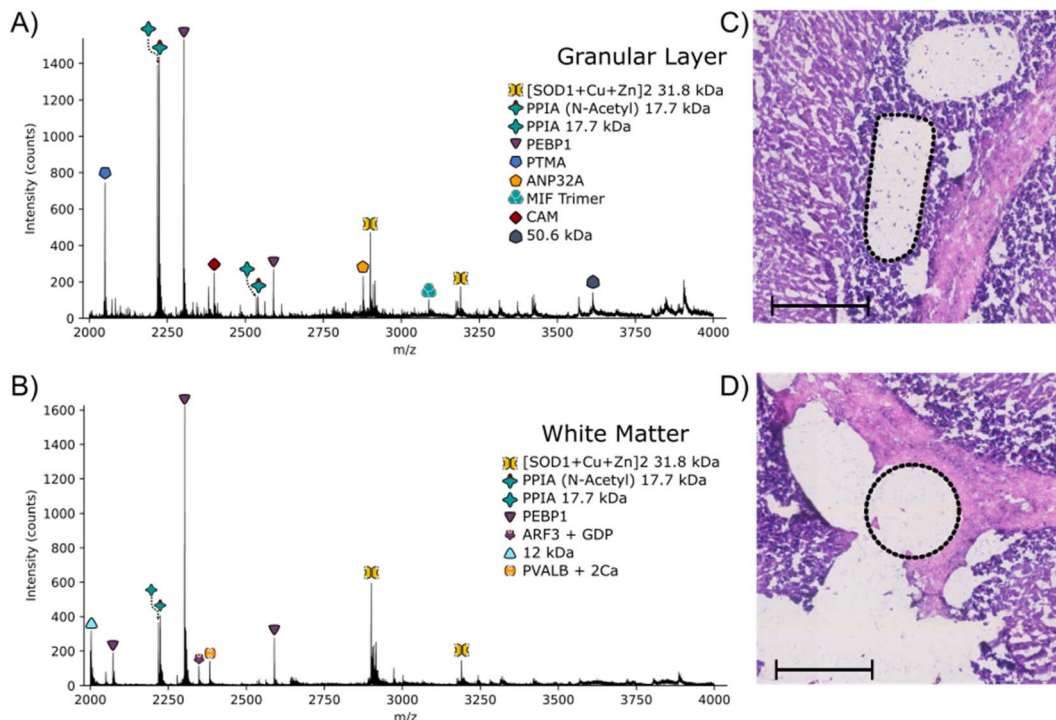 A)
Granular Layer
[SOD1+Cu+Zn]2 31.8 kDa
PPIA (N-Acetyl) 17.7 kDa
PPIA 17.7 kDa
PEBP1
PTMA
ANP32A
MIF Trimer
CAM
50.6 kDa
Intensity (counts)
1400
1200
1000
800
600
400
200
0
2000 2250 2500 2750 3000 3250 3500 3750 4000
m/z
C)
B)
White Matter
[SOD1+Cu+Zn]2 31.8 kDa
PPIA (N-Acetyl) 17.7 kDa
PPIA 17.7 kDa
PEBP1
ARF3 + GDP
12 kDa
PVALB + 2Ca
Intensity (counts)
1600
1400
1200
1000
800
600
400
200
0
2000 2250 2500 2750 3000 3250 3500 3750 4000
m/z
D)